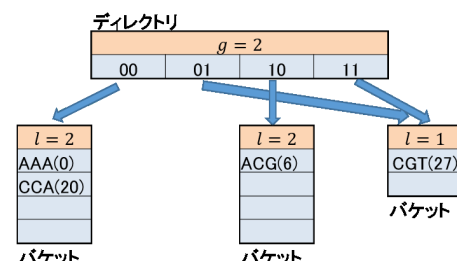 ディレクトリ
g = 2
00 01 10 11
l = 2
AAA(0)
CCA(20)
バケット
l = 2
ACG(6)
バケット
l = 1
CGT(27)
バケット